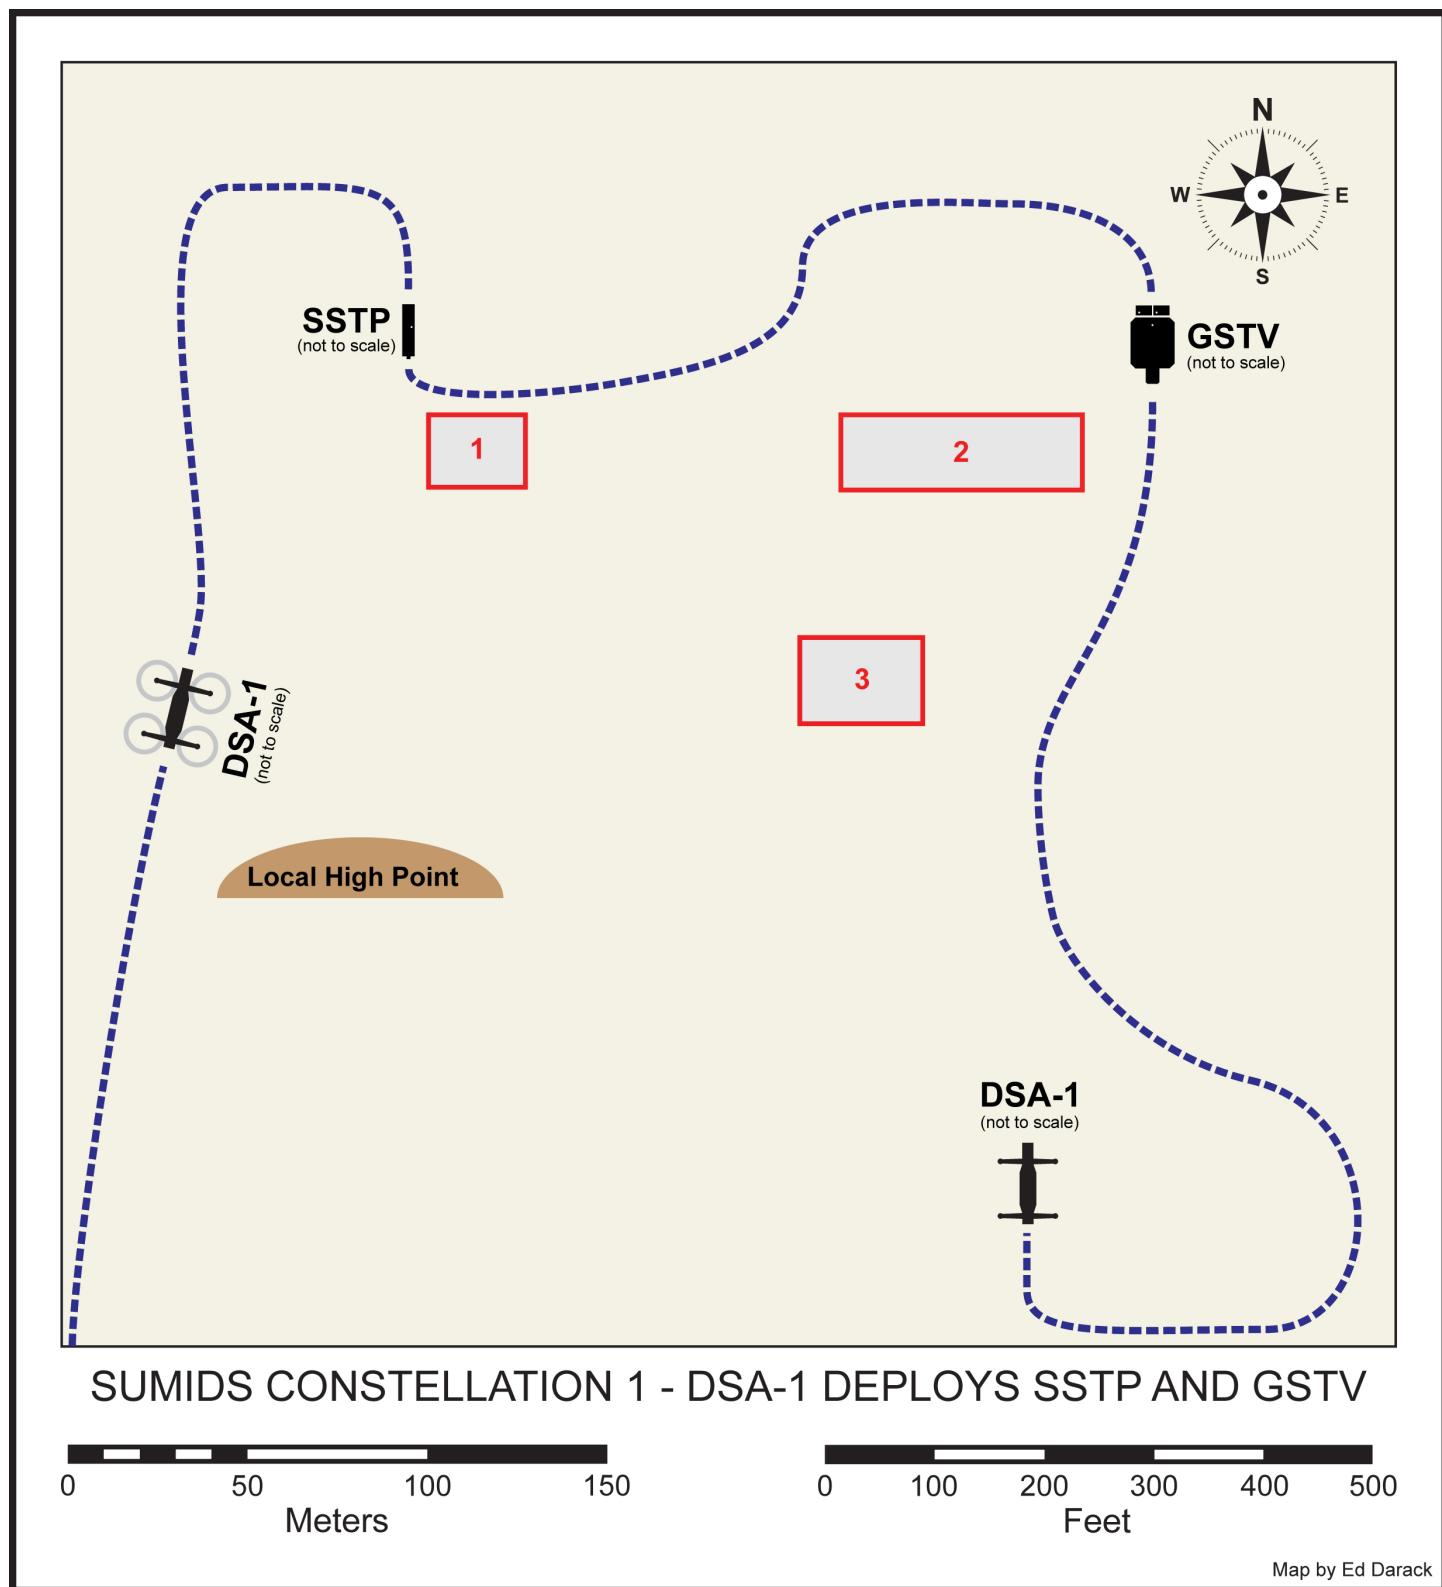 N
W
E
S
SSTP
(not to scale)
GSTV
(not to scale)
1
2
3
DSA-1
(not to scale)
Local High Point
DSA-1
(not to scale)
SUMIDS CONSTELLATION 1 - DSA-1 DEPLOYS SSTP AND GSTV
0 50 100 150
Meters
0 100 200 300 400 500
Feet
Map by Ed Darack